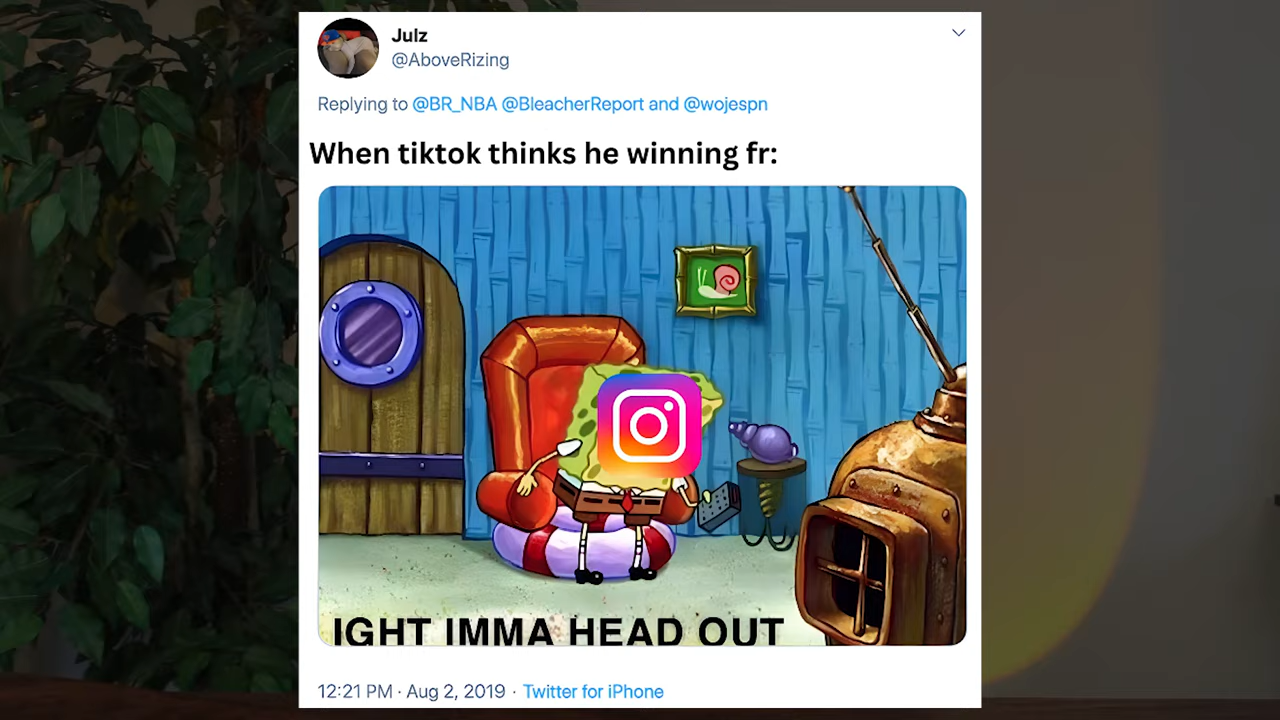 Julz
@AboveRizing
Replying to @BR_NBA @BleacherReport and @wojespn
When tiktok thinks he winning fr:
IGHT IMMA HEAD OUT
12:21 PM · Aug 2, 2019 · Twitter for iPhone